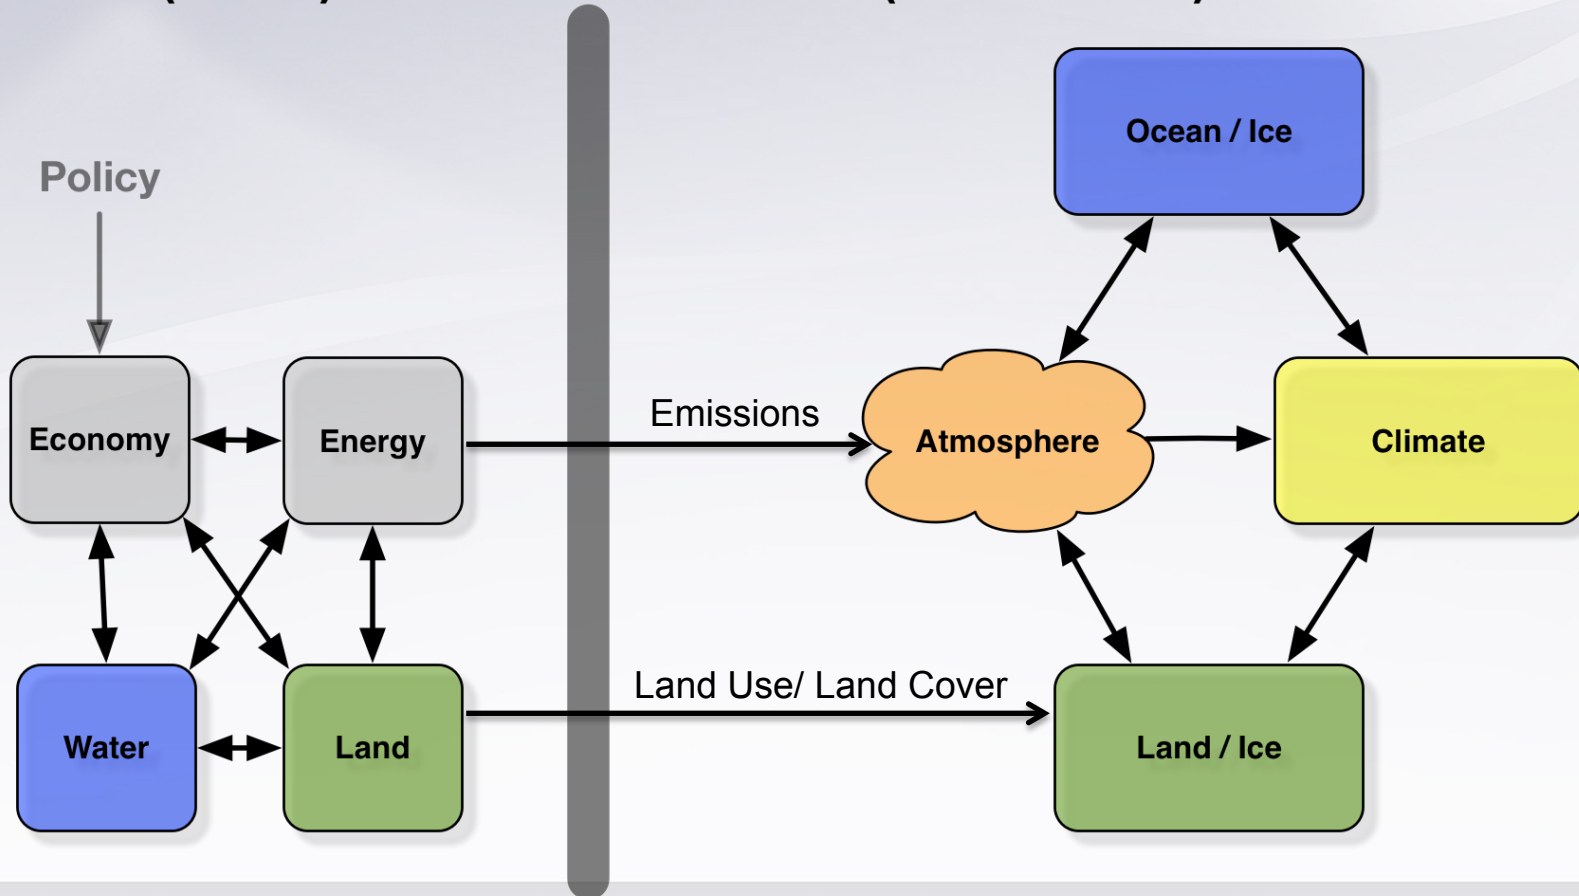 Policy
Ocean / Ice
Economy
Energy
Emissions
Atmosphere
Climate
Land Use/ Land Cover
Water
Land
Land / Ice